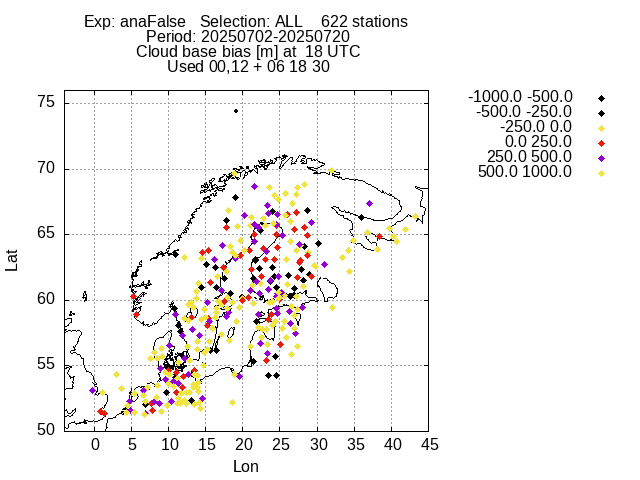 Exp: anaFalse   Selection: ALL    622 stations
Period: 20250702-20250720
Cloud base bias [m] at  18 UTC
Used 00,12 + 06 18 30
-1000.0 -500.0
-500.0 -250.0
-250.0 0.0
0.0 250.0
250.0 500.0
500.0 1000.0
75
70
65
60
55
50
Lat
0 5 10 15 20 25 30 35 40 45
Lon